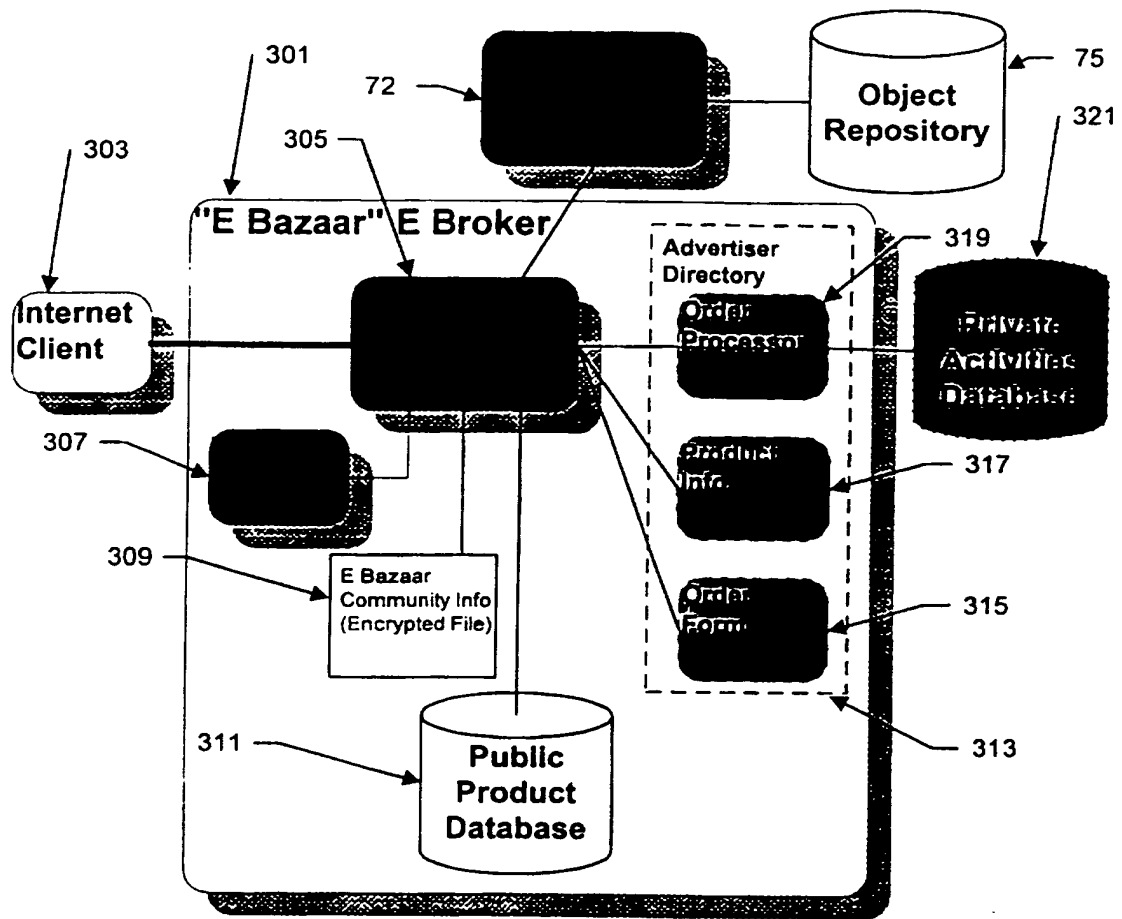 301
72
Object
Repository
75
321
303
305
"E Bazaar" E Broker
Advertiser
Directory
319
Internet
Client
Order
Processor
Private
Activities
Database
307
Product
Info
317
309
E Bazaar
Community Info
(Encrypted File)
Order
Form
315
311
Public
Product
Database
313